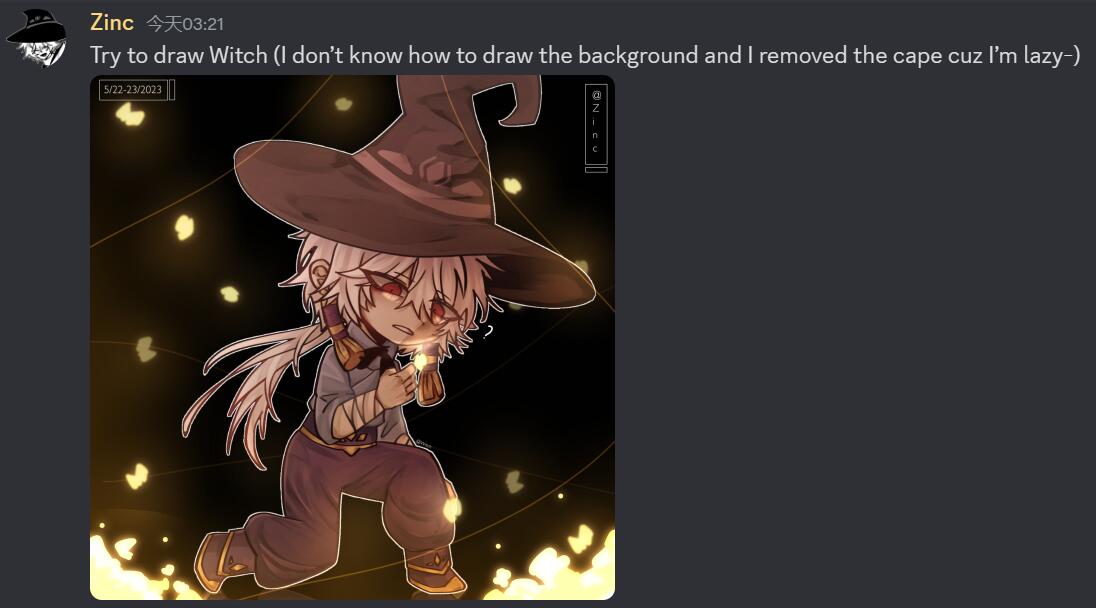 Zinc 今天03:21
Try to draw Witch (I don’t know how to draw the background and I removed the cape cuz I’m lazy-)
5/22-23/2023
@Zinc
?